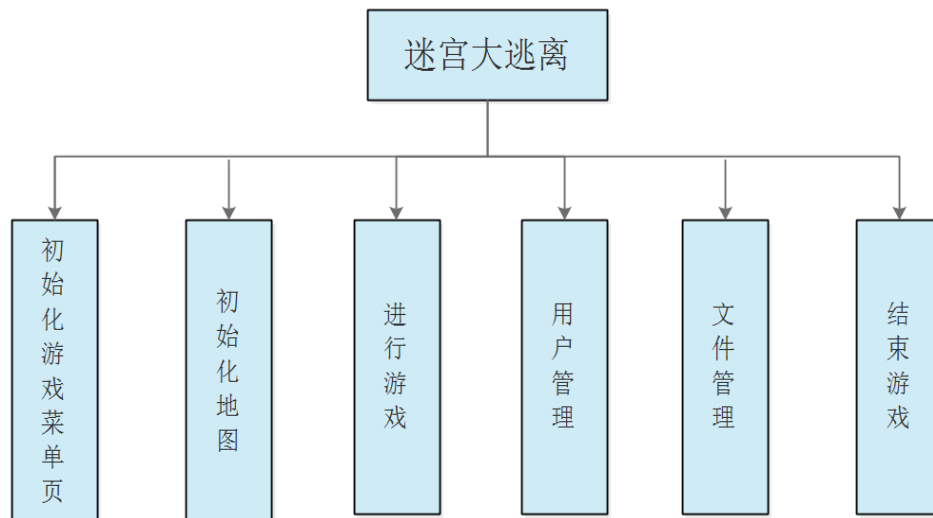 迷宫大逃离
初始化游戏菜单页
初始化地图
进行游戏
用户管理
文件管理
结束游戏